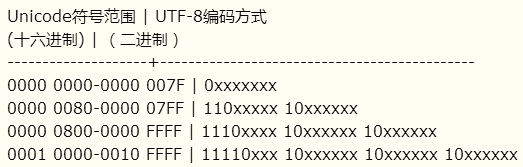 Unicode符号范围 | UTF-8编码方式
(十六进制) | （二进制）
--------------------+---------------------------------------------
0000 0000-0000 007F | 0xxxxxxx
0000 0080-0000 07FF | 110xxxxx 10xxxxxx
0000 0800-0000 FFFF | 1110xxxx 10xxxxxx 10xxxxxx
0001 0000-0010 FFFF | 11110xxx 10xxxxxx 10xxxxxx 10xxxxxx